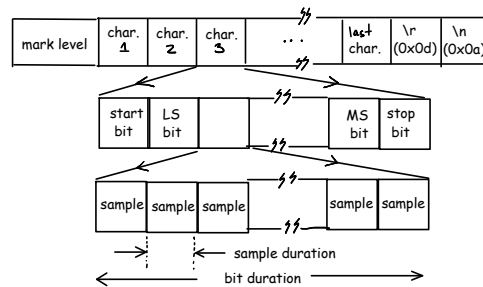 mark level
char.
1
char.
2
char.
3
...
last
char.
\r
(0x0d)
\n
(0x0a)
start
bit
LS
bit
MS
bit
stop
bit
sample
sample
sample
sample
sample
sample duration
bit duration